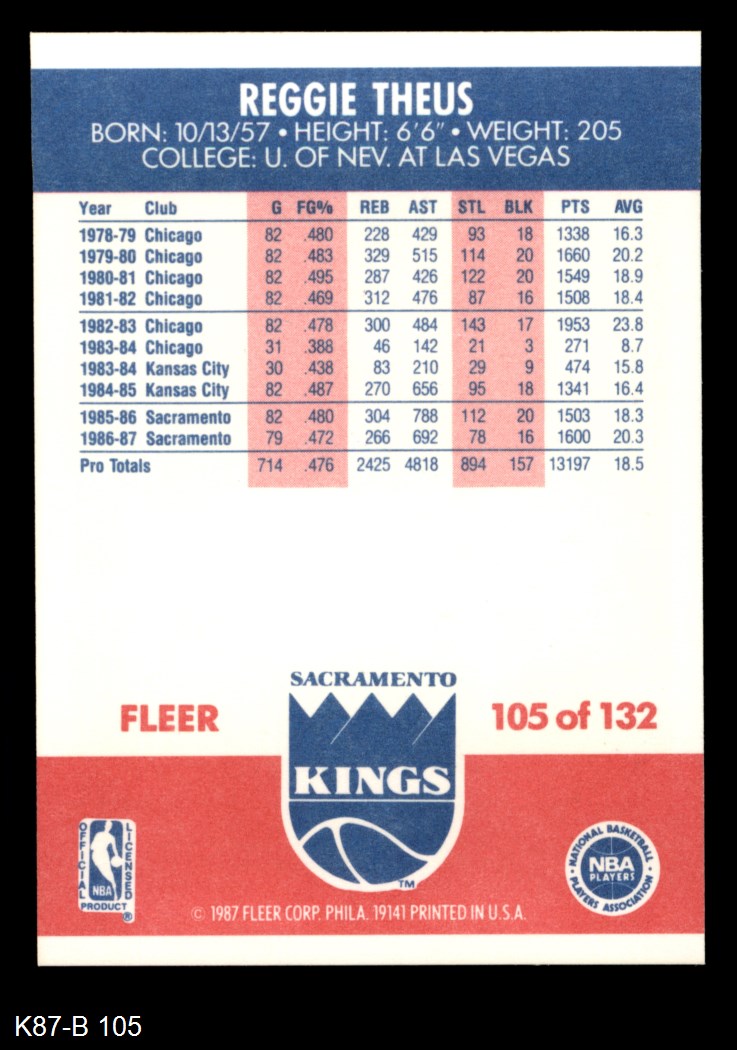 REGGIE THEUS
BORN: 10/13/57 • HEIGHT: 6'6" • WEIGHT: 205
COLLEGE: U. OF NEV. AT LAS VEGAS
Year Club G FG% REB AST STL BLK PTS AVG
1978-79 Chicago 82 .480 228 429 93 18 1338 16.3
1979-80 Chicago 82 .483 329 515 114 20 1660 20.2
1980-81 Chicago 82 .495 287 426 122 20 1549 18.9
1981-82 Chicago 82 .469 312 476 87 16 1508 18.4
1982-83 Chicago 82 .478 300 484 143 17 1953 23.8
1983-84 Chicago 31 .388 46 142 21 3 271 8.7
1983-84 Kansas City 30 .438 83 210 29 9 474 15.8
1984-85 Kansas City 82 .487 270 656 95 18 1341 16.4
1985-86 Sacramento 82 .480 304 788 112 20 1503 18.3
1986-87 Sacramento 79 .472 266 692 78 16 1600 20.3
Pro Totals 714 .476 2425 4818 894 157 13197 18.5
SACRAMENTO
KINGS
TM
FLEER
105 of 132
OFFICIAL LICENSED
NBA
PRODUCT ®
NATIONAL BASKETBALL
NBA
PLAYERS
PLAYERS ASSOCIATION
© 1987 FLEER CORP. PHILA. 19141 PRINTED IN U.S.A.
K87-B 105